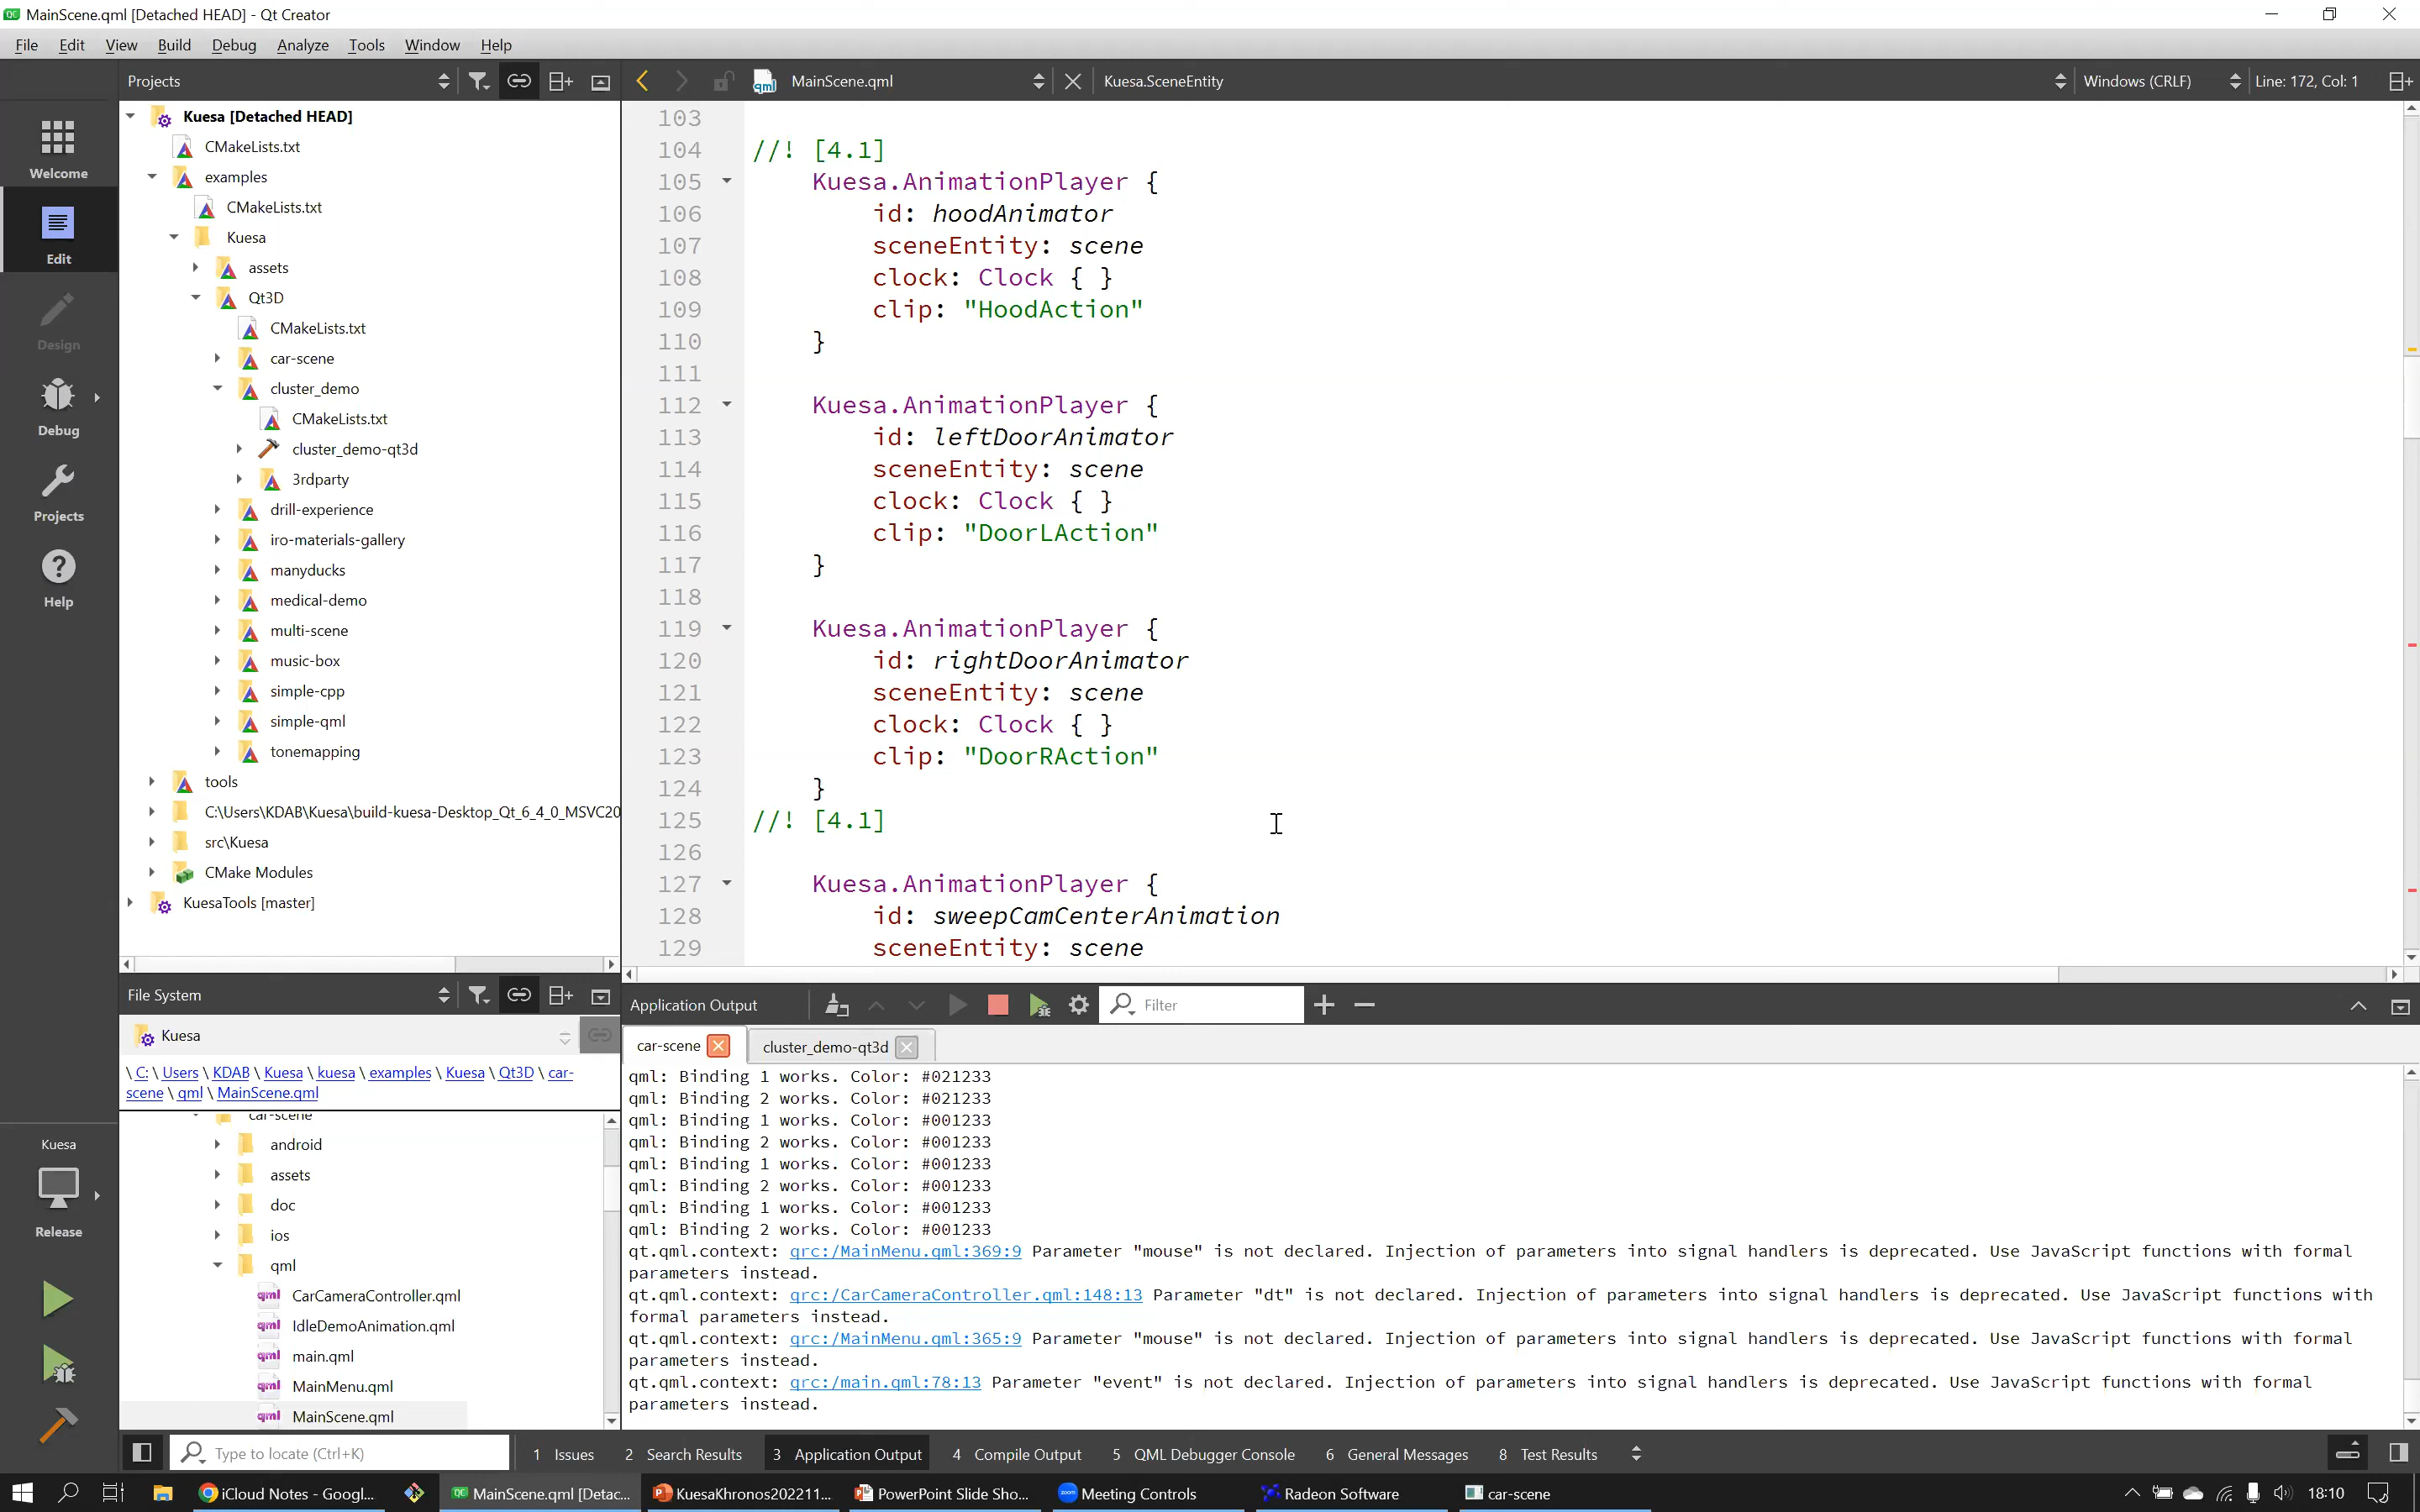 MainScene.qml [Detached HEAD] - Qt Creator
File Edit View Build Debug Analyze Tools Window Help
Projects
MainScene.qml
Kuesa.SceneEntity
Windows (CRLF)
Line: 172, Col: 1
Welcome
Edit
Design
Debug
Projects
Help
Kuesa
Release
Kuesa [Detached HEAD]
CMakeLists.txt
examples
CMakeLists.txt
Kuesa
assets
Qt3D
CMakeLists.txt
car-scene
cluster_demo
CMakeLists.txt
cluster_demo-qt3d
3rdparty
drill-experience
iro-materials-gallery
manyducks
medical-demo
multi-scene
music-box
simple-cpp
simple-qml
tonemapping
tools
C:\Users\KDAB\Kuesa\build-kuesa-Desktop_Qt_6_4_0_MSVC20
src\Kuesa
CMake Modules
KuesaTools [master]
103
104 //! [4.1]
105 Kuesa.AnimationPlayer {
106 id: hoodAnimator
107 sceneEntity: scene
108 clock: Clock { }
109 clip: "HoodAction"
110 }
111
112 Kuesa.AnimationPlayer {
113 id: leftDoorAnimator
114 sceneEntity: scene
115 clock: Clock { }
116 clip: "DoorLAction"
117 }
118
119 Kuesa.AnimationPlayer {
120 id: rightDoorAnimator
121 sceneEntity: scene
122 clock: Clock { }
123 clip: "DoorRAction"
124 }
125 //! [4.1]
126
127 Kuesa.AnimationPlayer {
128 id: sweepCamCenterAnimation
129 sceneEntity: scene
File System
Kuesa
\ C: \ Users \ KDAB \ Kuesa \ kuesa \ examples \ Kuesa \ Qt3D \ car-
scene \ qml \ MainScene.qml
car-scene
android
assets
doc
ios
qml
CarCameraController.qml
IdleDemoAnimation.qml
main.qml
MainMenu.qml
MainScene.qml
Application Output
Filter
car-scene
cluster_demo-qt3d
qml: Binding 1 works. Color: #021233
qml: Binding 2 works. Color: #021233
qml: Binding 1 works. Color: #001233
qml: Binding 2 works. Color: #001233
qml: Binding 1 works. Color: #001233
qml: Binding 2 works. Color: #001233
qml: Binding 1 works. Color: #001233
qml: Binding 2 works. Color: #001233
qt.qml.context: qrc:/MainMenu.qml:369:9 Parameter "mouse" is not declared. Injection of parameters into signal handlers is deprecated. Use JavaScript functions with formal
parameters instead.
qt.qml.context: qrc:/CarCameraController.qml:148:13 Parameter "dt" is not declared. Injection of parameters into signal handlers is deprecated. Use JavaScript functions with
formal parameters instead.
qt.qml.context: qrc:/MainMenu.qml:365:9 Parameter "mouse" is not declared. Injection of parameters into signal handlers is deprecated. Use JavaScript functions with formal
parameters instead.
qt.qml.context: qrc:/main.qml:78:13 Parameter "event" is not declared. Injection of parameters into signal handlers is deprecated. Use JavaScript functions with formal
parameters instead.
Type to locate (Ctrl+K)
1 Issues 2 Search Results 3 Application Output 4 Compile Output 5 QML Debugger Console 6 General Messages 8 Test Results
iCloud Notes - Googl...
MainScene.qml [Detac...
KuesaKhronos202211...
PowerPoint Slide Sho...
Meeting Controls
Radeon Software
car-scene
18:10